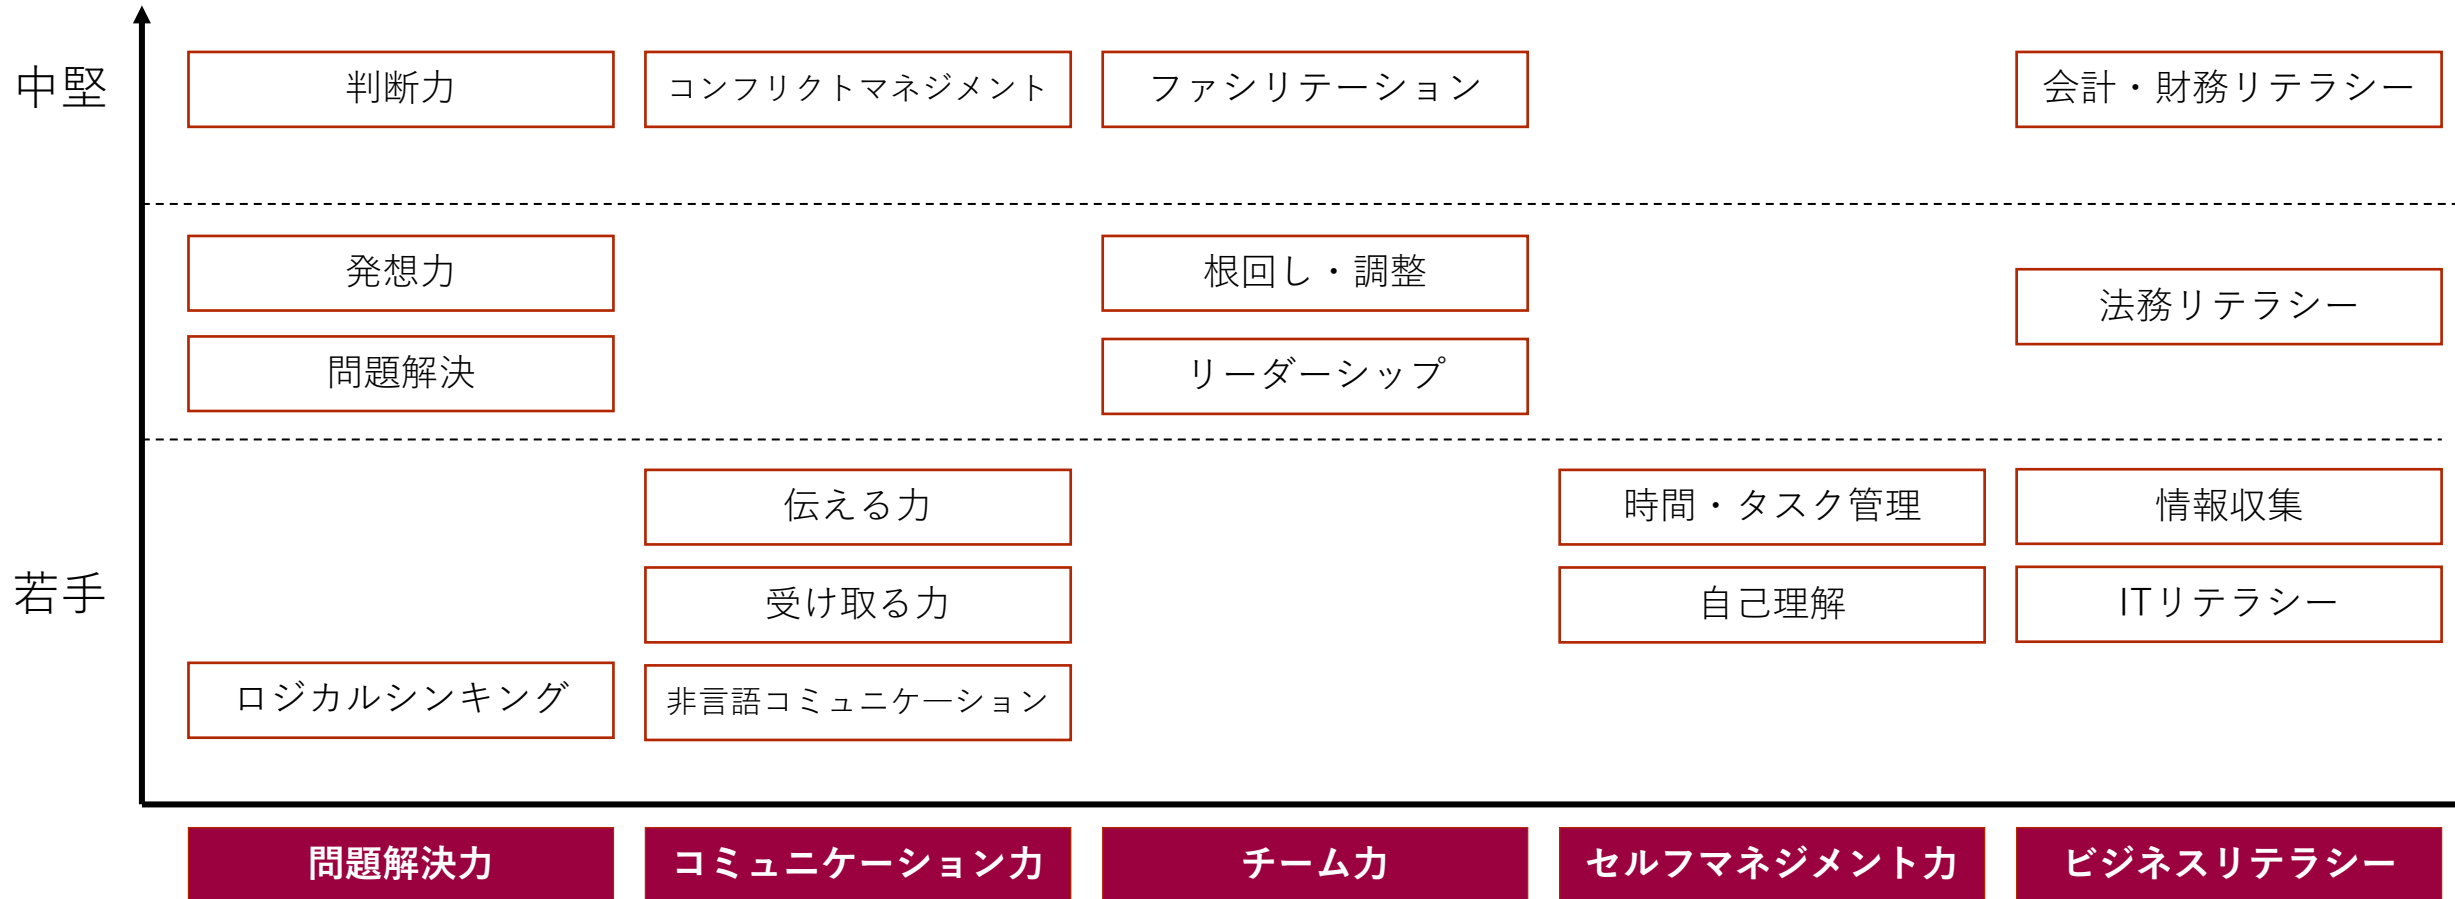 中堅
判断力
コンフリクトマネジメント
ファシリテーション
会計・財務リテラシー
発想力
根回し・調整
法務リテラシー
問題解決
リーダーシップ
若手
伝える力
時間・タスク管理
情報収集
受け取る力
自己理解
ITリテラシー
ロジカルシンキング
非言語コミュニケ―ション
問題解決力
コミュニケーション力
チーム力
セルフマネジメント力
ビジネスリテラシー